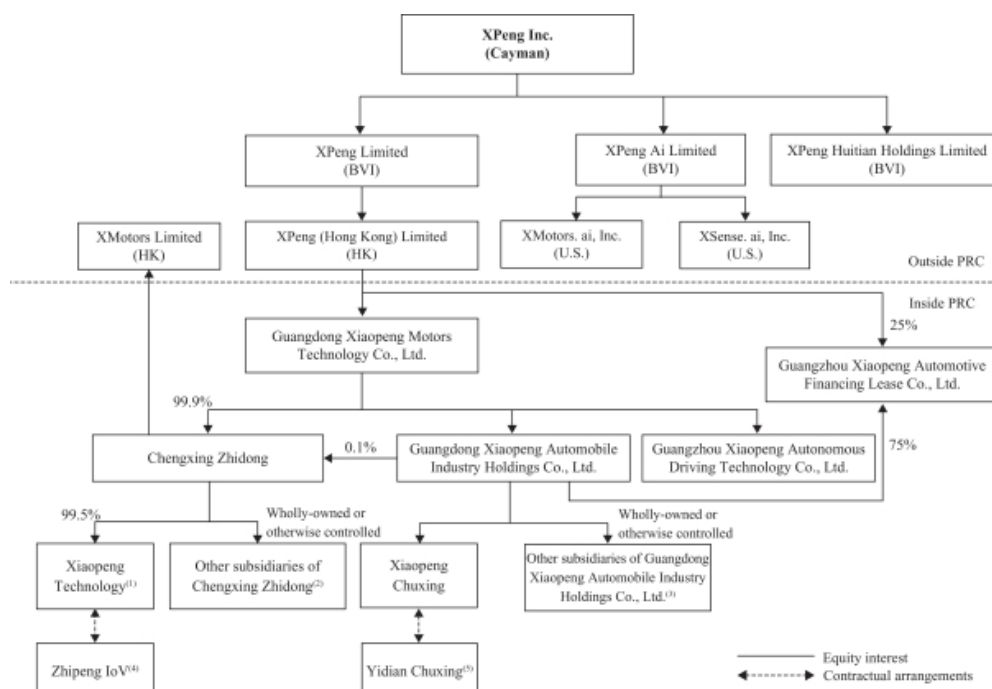 XPeng Inc.
(Cayman)
XPeng Limited
(BVI)
XPeng Ai Limited
(BVI)
XPeng Huitian Holdings Limited
(BVI)
XMotors Limited
(HK)
XPeng (Hong Kong) Limited
(HK)
XMotors. ai, Inc.
(U.S.)
XSense. ai, Inc.
(U.S.)
Outside PRC
Inside PRC
Guangdong Xiaopeng Motors
Technology Co., Ltd.
25%
Guangzhou Xiaopeng Automotive
Financing Lease Co., Ltd.
99.9%
Chengxing Zhidong
0.1%
Guangdong Xiaopeng Automobile
Industry Holdings Co., Ltd.
Guangzhou Xiaopeng Autonomous
Driving Technology Co., Ltd.
75%
99.5%
Wholly-owned or
otherwise controlled
Wholly-owned or
otherwise controlled
Xiaopeng
Technology(1)
Other subsidiaries of
Chengxing Zhidong(2)
Xiaopeng
Chuxing
Other subsidiaries of Guangdong
Xiaopeng Automobile Industry
Holdings Co., Ltd.(3)
Zhipeng IoV(4)
Yidian Chuxing(5)
Equity interest
Contractual arrangements